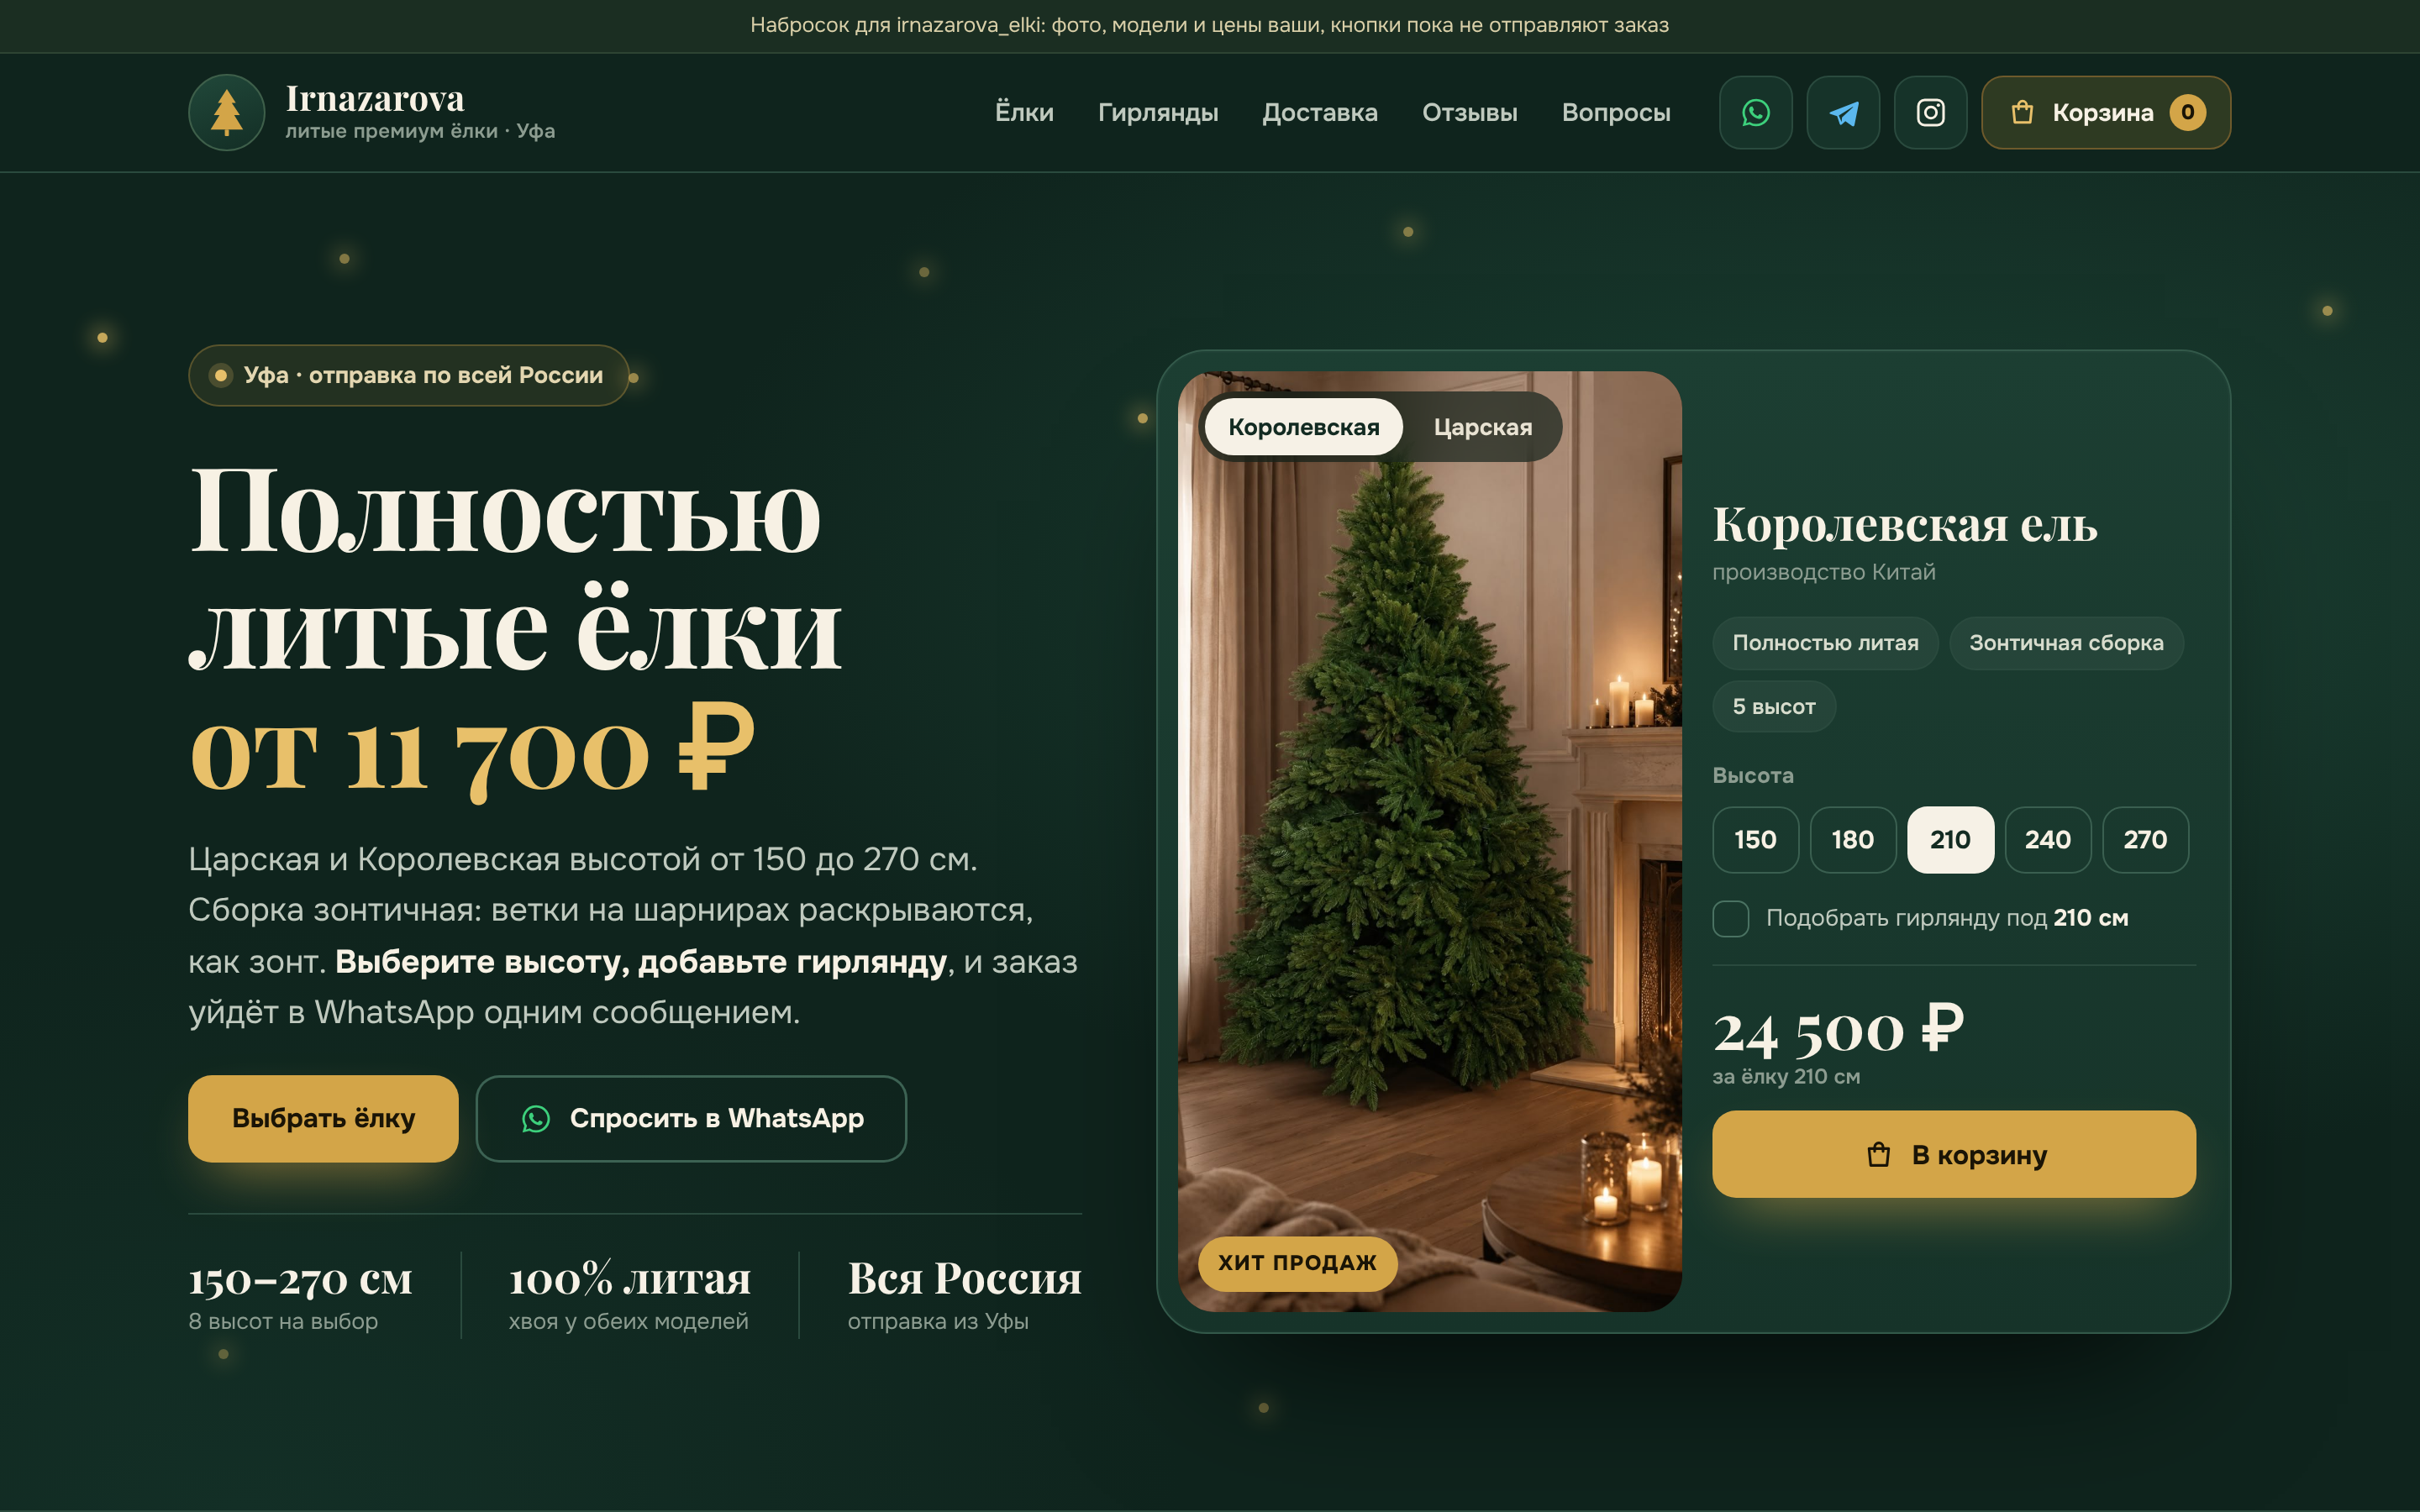 Набросок для irnazarova_elki: фото, модели и цены ваши, кнопки пока не отправляют заказ
Irnazarova
литые премиум ёлки · Уфа
Ёлки
Гирлянды
Доставка
Отзывы
Вопросы
Корзина 0
Уфа · отправка по всей России
Полностью
литые ёлки
от 11 700 ₽
Царская и Королевская высотой от 150 до 270 см.
Сборка зонтичная: ветки на шарнирах раскрываются,
как зонт. Выберите высоту, добавьте гирлянду, и заказ
уйдёт в WhatsApp одним сообщением.
Выбрать ёлку
Спросить в WhatsApp
150–270 см
8 высот на выбор
100% литая
хвоя у обеих моделей
Вся Россия
отправка из Уфы
Королевская
Царская
ХИТ ПРОДАЖ
Королевская ель
производство Китай
Полностью литая
Зонтичная сборка
5 высот
Высота
150
180
210
240
270
Подобрать гирлянду под 210 см
24 500 ₽
за ёлку 210 см
В корзину